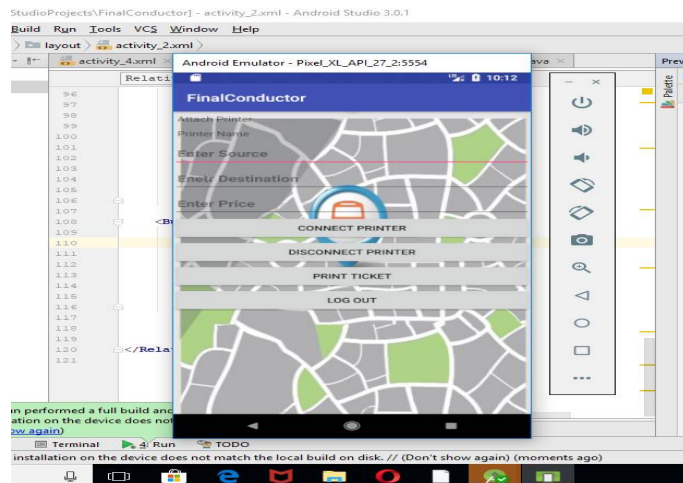 StudioProjects\FinalConductor] - activity_2.xml - Android Studio 3.0.1
Build Run Tools VCS Window Help
layout activity_2.xml
activity_4.xml
Android Emulator - Pixel_XL_API_27_2:5554
ava
Prev
Relati
10:12
Palette
FinalConductor
96
97
98
99
100
101
102
103
104
105
106
107
108
109
110
111
112
113
114
115
116
117
118
119
120
121
<Bu
</Rela
Attach Printer
Printer Name
Enter Source
Eneir Destination
Enter Price
CONNECT PRINTER
DISCONNECT PRINTER
PRINT TICKET
LOG OUT
n performed a full build and
ation on the device does not
ow again)
Terminal 4: Run TODO
installation on the device does not match the local build on disk. // (Don't show again) (moments ago)